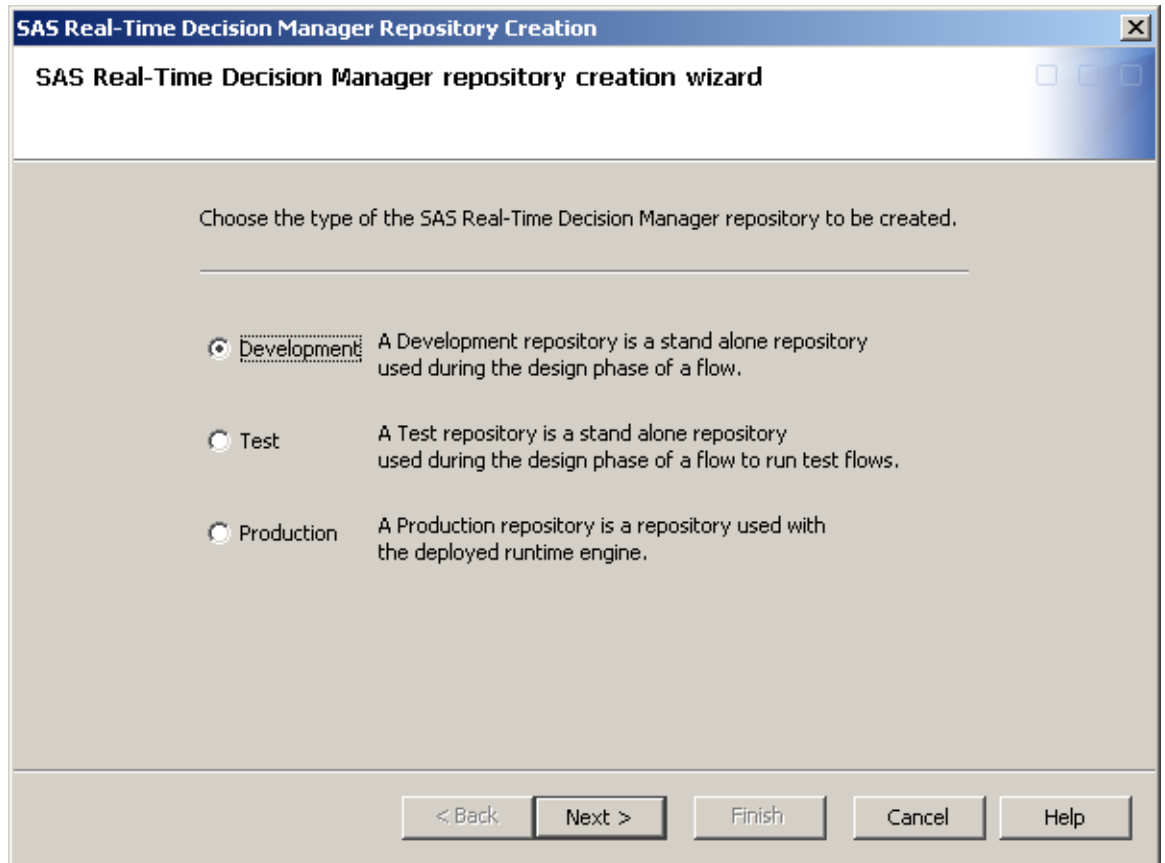 SAS Real-Time Decision Manager Repository Creation
SAS Real-Time Decision Manager repository creation wizard
Choose the type of the SAS Real-Time Decision Manager repository to be created.
Development
A Development repository is a stand alone repository
used during the design phase of a flow.
Test
A Test repository is a stand alone repository
used during the design phase of a flow to run test flows.
Production
A Production repository is a repository used with
the deployed runtime engine.
< Back
Next >
Finish
Cancel
Help